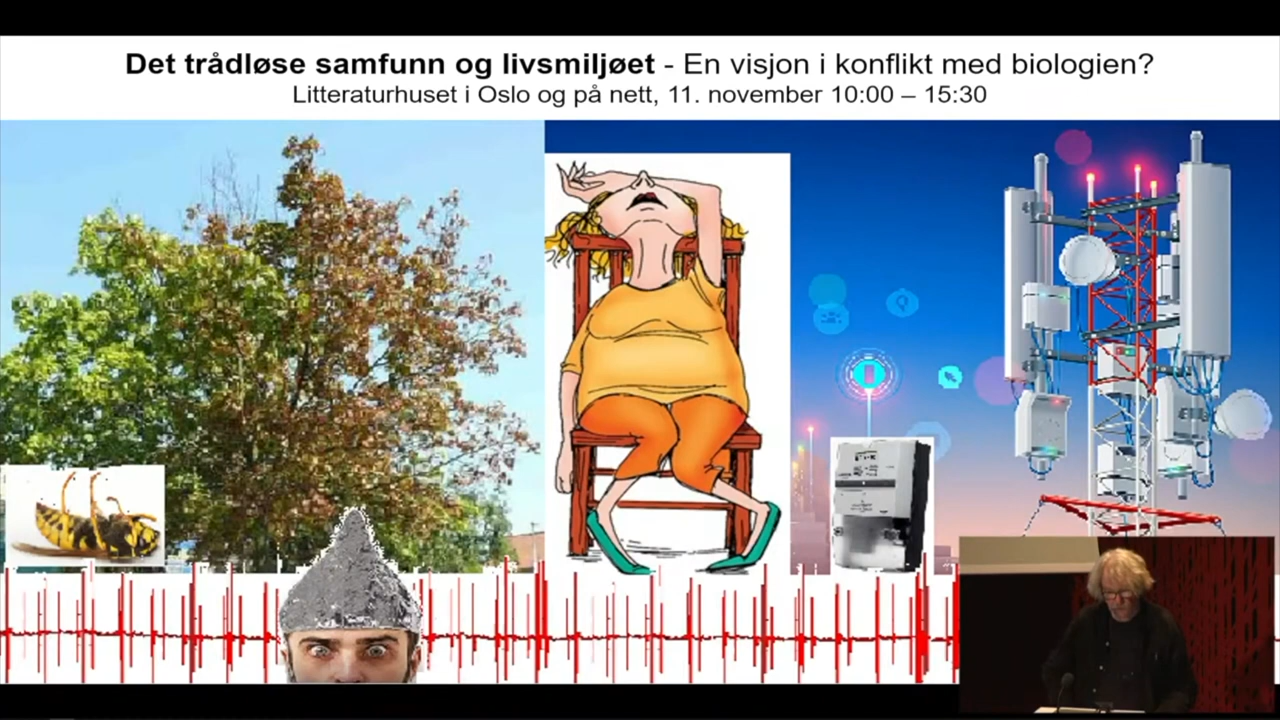 Det trådløse samfunn og livsmiljøet - En visjon i konflikt med biologien?
Litteraturhuset i Oslo og på nett, 11. november 10:00 – 15:30